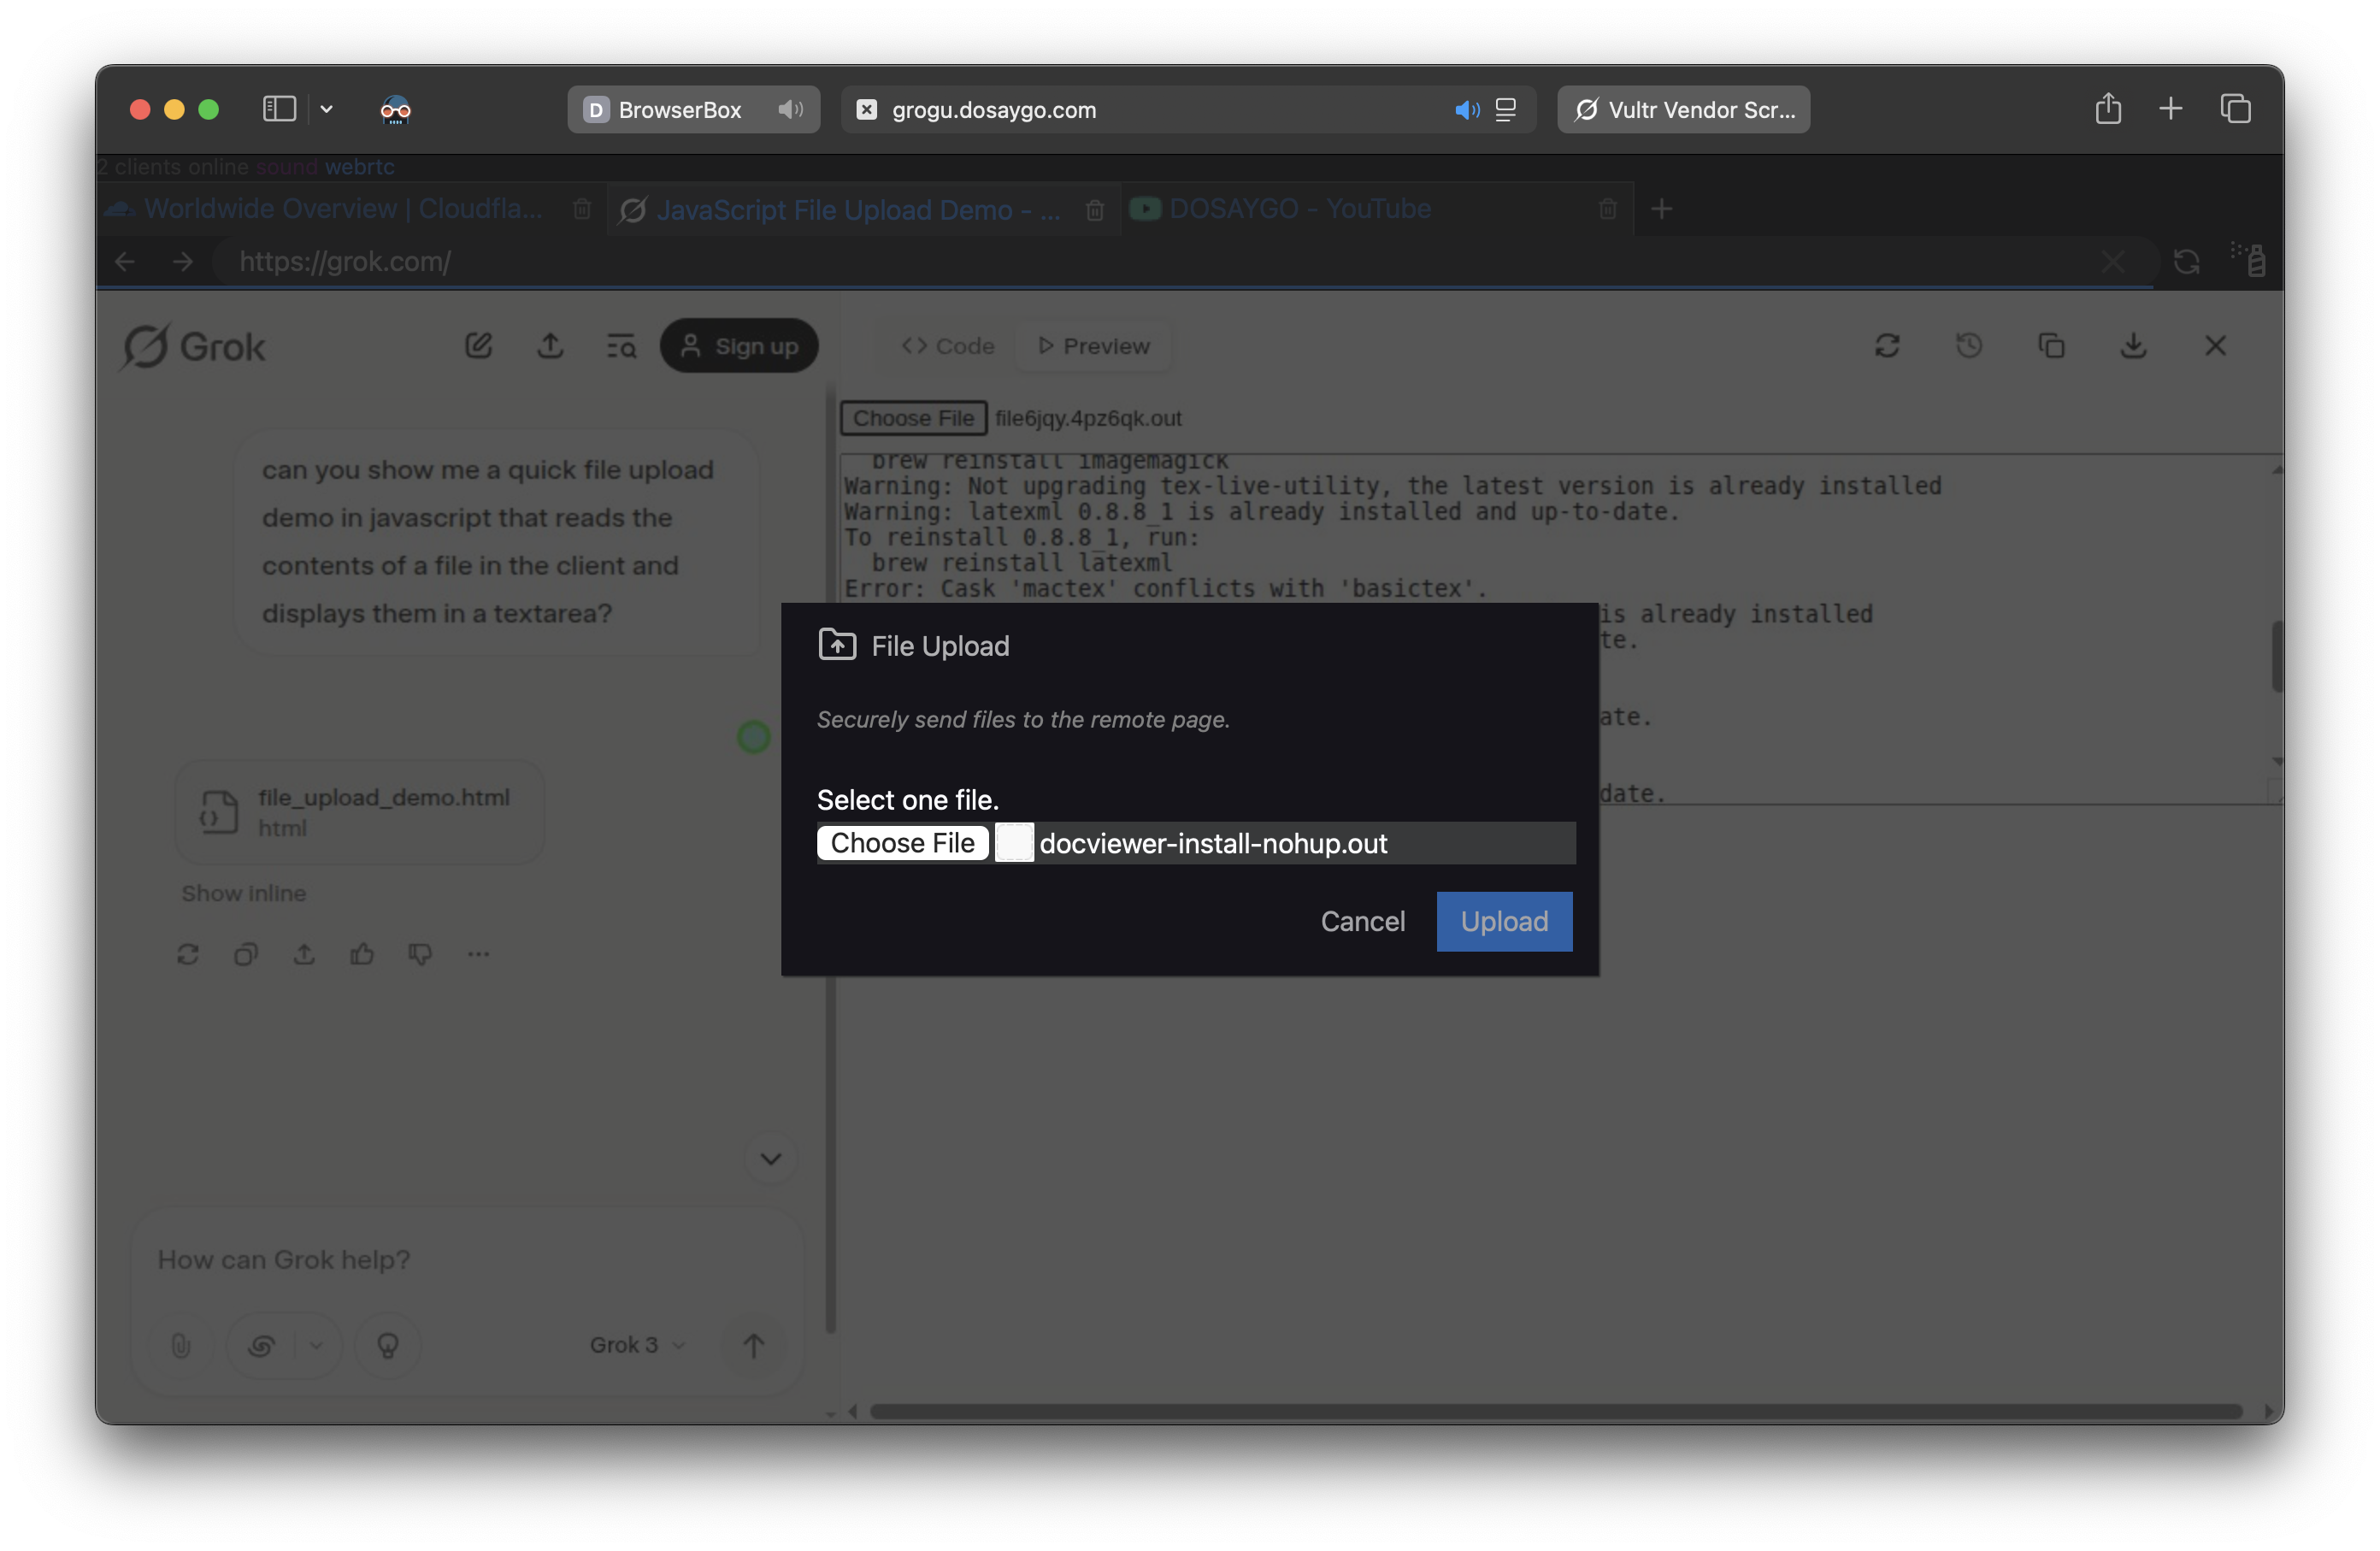 D BrowserBox
grogu.dosaygo.com
Vultr Vendor Scr...
2 clients online sound webrtc
Worldwide Overview | Cloudfla...
JavaScript File Upload Demo - ...
DOSAYGO - YouTube
https://grok.com/
Grok
Sign up
Code
Preview
can you show me a quick file upload
demo in javascript that reads the
contents of a file in the client and
displays them in a textarea?
file_upload_demo.html
html
Show inline
How can Grok help?
Grok 3
Choose File file6jqy.4pz6qk.out
brew reinstall imagemagick
Warning: Not upgrading tex-live-utility, the latest version is already installed
Warning: latexml 0.8.8_1 is already installed and up-to-date.
To reinstall 0.8.8_1, run:
brew reinstall latexml
Error: Cask 'mactex' conflicts with 'basictex'.
is already installed
te.
ate.
date.
File Upload
Securely send files to the remote page.
Select one file.
Choose File docviewer-install-nohup.out
Cancel
Upload